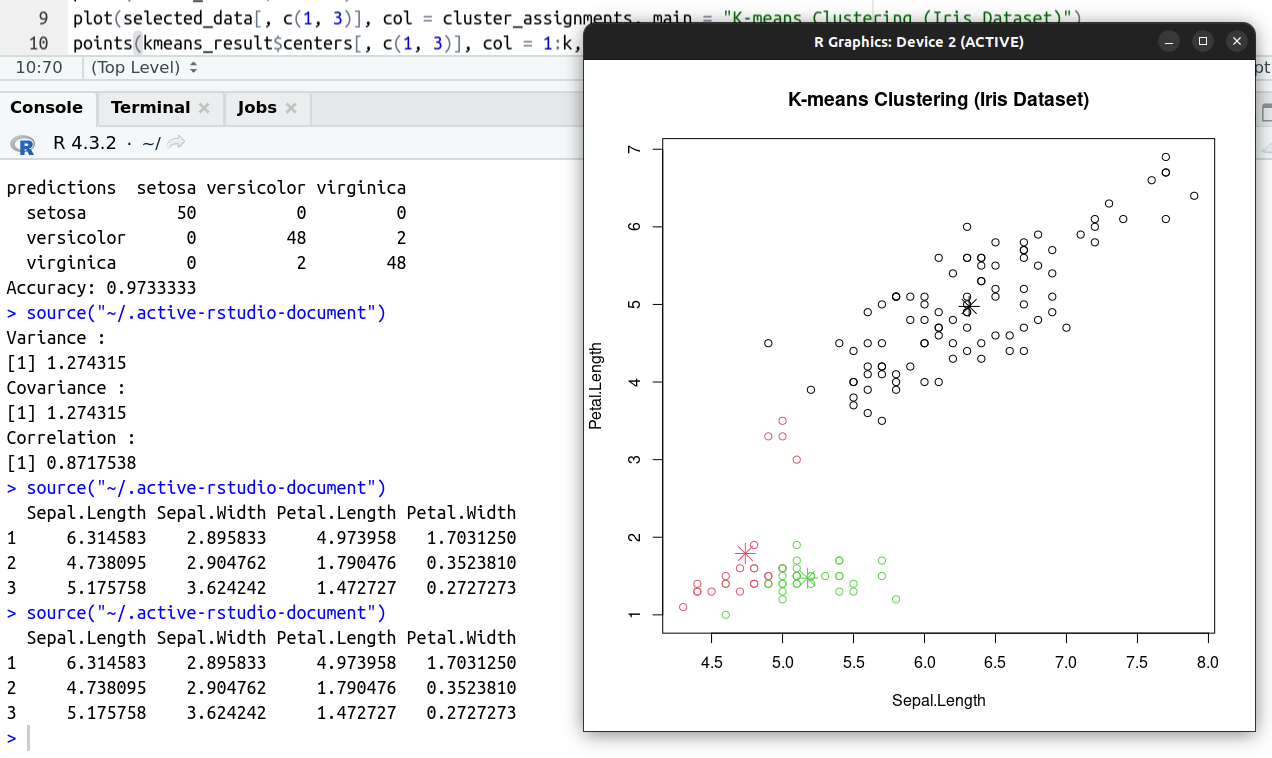 9 plot(selected_data[, c(1, 3)], col = cluster_assignments, main = "K-means Clustering (Iris Dataset)")
10 points(kmeans_result$centers[, c(1, 3)], col = 1:k,
10:70 (Top Level)
Console Terminal Jobs
R R 4.3.2 · ~/
predictions setosa versicolor virginica
setosa 50 0 0
versicolor 0 48 2
virginica 0 2 48
Accuracy: 0.9733333
> source("~/.active-rstudio-document")
Variance :
[1] 1.274315
Covariance :
[1] 1.274315
Correlation :
[1] 0.8717538
> source("~/.active-rstudio-document")
Sepal.Length Sepal.Width Petal.Length Petal.Width
1 6.314583 2.895833 4.973958 1.7031250
2 4.738095 2.904762 1.790476 0.3523810
3 5.175758 3.624242 1.472727 0.2727273
> source("~/.active-rstudio-document")
Sepal.Length Sepal.Width Petal.Length Petal.Width
1 6.314583 2.895833 4.973958 1.7031250
2 4.738095 2.904762 1.790476 0.3523810
3 5.175758 3.624242 1.472727 0.2727273
>
R Graphics: Device 2 (ACTIVE)
K-means Clustering (Iris Dataset)
Petal.Length
7
6
5
4
3
2
1
4.5 5.0 5.5 6.0 6.5 7.0 7.5 8.0
Sepal.Length
pt